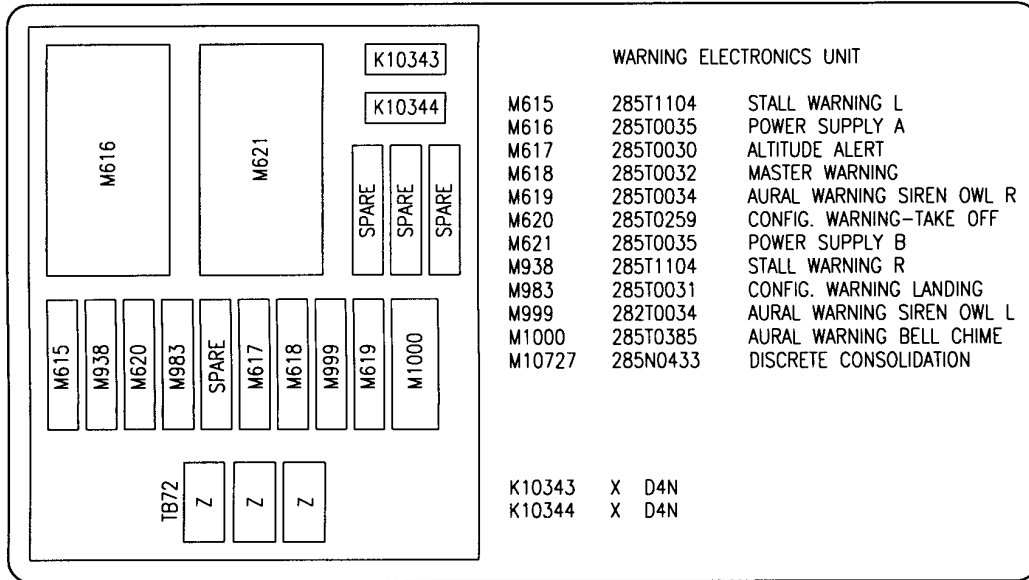 K10343
K10344
M616
M621
SPARE
SPARE
SPARE
M615
M938
M620
M983
SPARE
M617
M618
M999
M619
M1000
TB72
Z
Z
Z
WARNING ELECTRONICS UNIT
M615 285T1104 STALL WARNING L
M616 285T0035 POWER SUPPLY A
M617 285T0030 ALTITUDE ALERT
M618 285T0032 MASTER WARNING
M619 285T0034 AURAL WARNING SIREN OWL R
M620 285T0259 CONFIG. WARNING-TAKE OFF
M621 285T0035 POWER SUPPLY B
M938 285T1104 STALL WARNING R
M983 285T0031 CONFIG. WARNING LANDING
M999 282T0034 AURAL WARNING SIREN OWL L
M1000 285T0385 AURAL WARNING BELL CHIME
M10727 285N0433 DISCRETE CONSOLIDATION
K10343 X D4N
K10344 X D4N